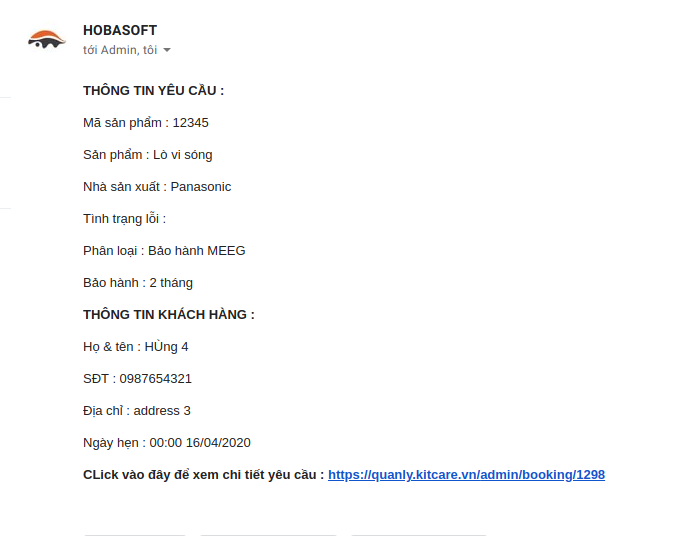 HOBASOFT
tới Admin, tôi
THÔNG TIN YÊU CẦU :
Mã sản phẩm : 12345
Sản phẩm : Lò vi sóng
Nhà sản xuất : Panasonic
Tình trạng lỗi :
Phân loại : Bảo hành MEEG
Bảo hành : 2 tháng
THÔNG TIN KHÁCH HÀNG :
Họ & tên : HÙng 4
SĐT : 0987654321
Địa chỉ : address 3
Ngày hẹn : 00:00 16/04/2020
CLick vào đây để xem chi tiết yêu cầu : https://quanly.kitcare.vn/admin/booking/1298